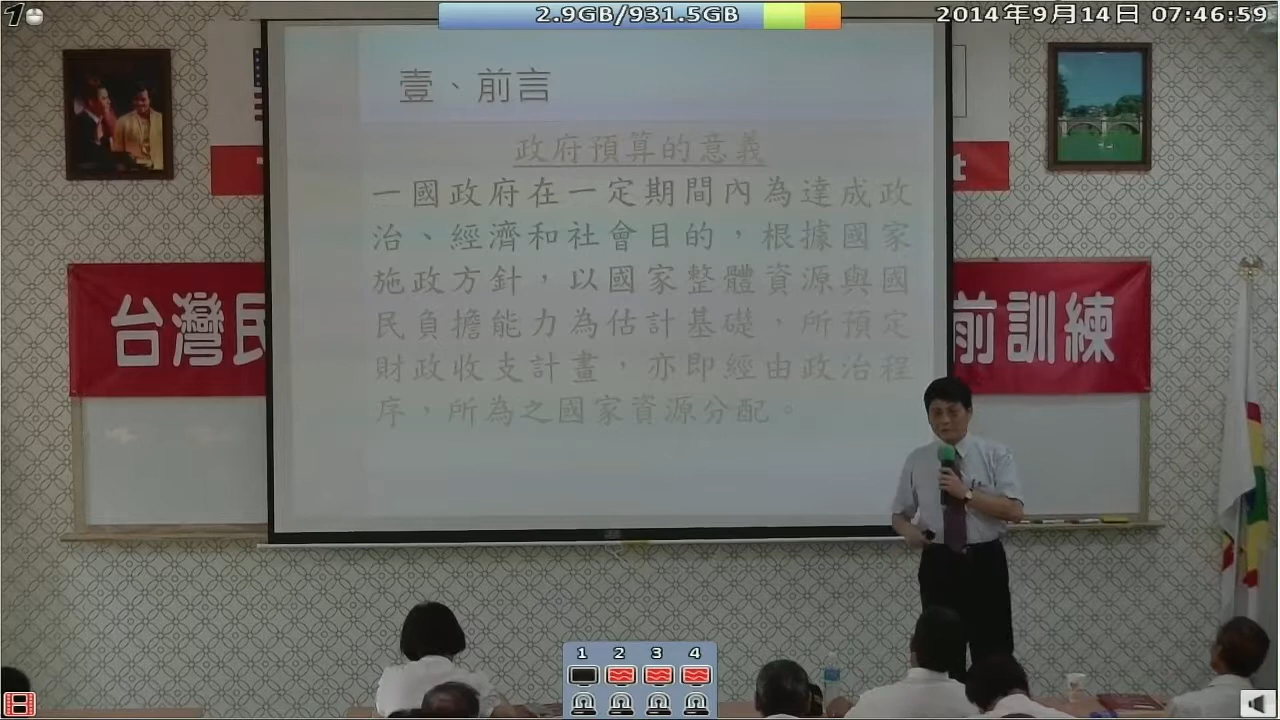 1
2.9GB/931.5GB
2014年9月14日 07:46:59
壹、前言
政府預算的意義
一國政府在一定期間內為達成政
治、經濟和社會目的，根據國家
施政方針，以國家整體資源與國
民負擔能力為估計基礎，所預定
財政收支計畫，亦即經由政治程
序，所為之國家資源分配。
t
台灣民
前訓練
1 2 3 4